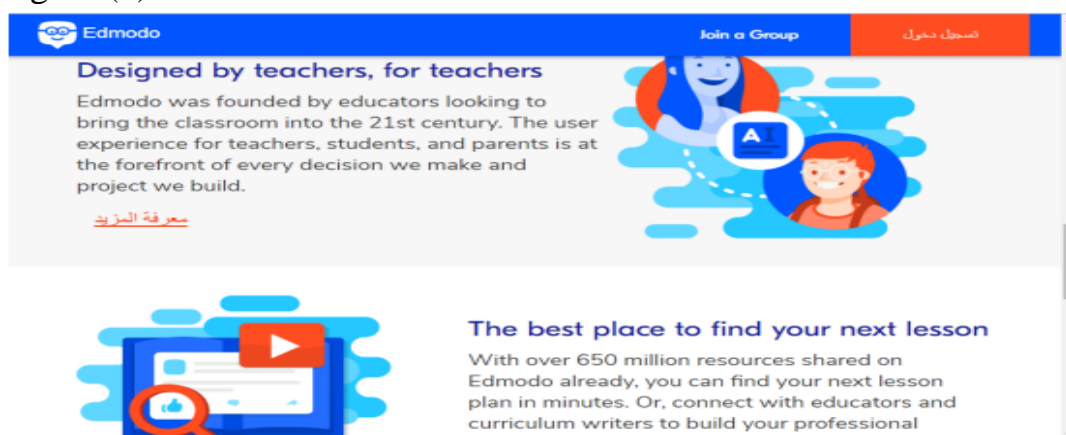 Edmodo
Join a Group
تسجيل دخول
Designed by teachers, for teachers
Edmodo was founded by educators looking to
bring the classroom into the 21st century. The user
experience for teachers, students, and parents is at
the forefront of every decision we make and
project we build.
معرفة المزيد
AI
The best place to find your next lesson
With over 650 million resources shared on
Edmodo already, you can find your next lesson
plan in minutes. Or, connect with educators and
curriculum writers to build your professional